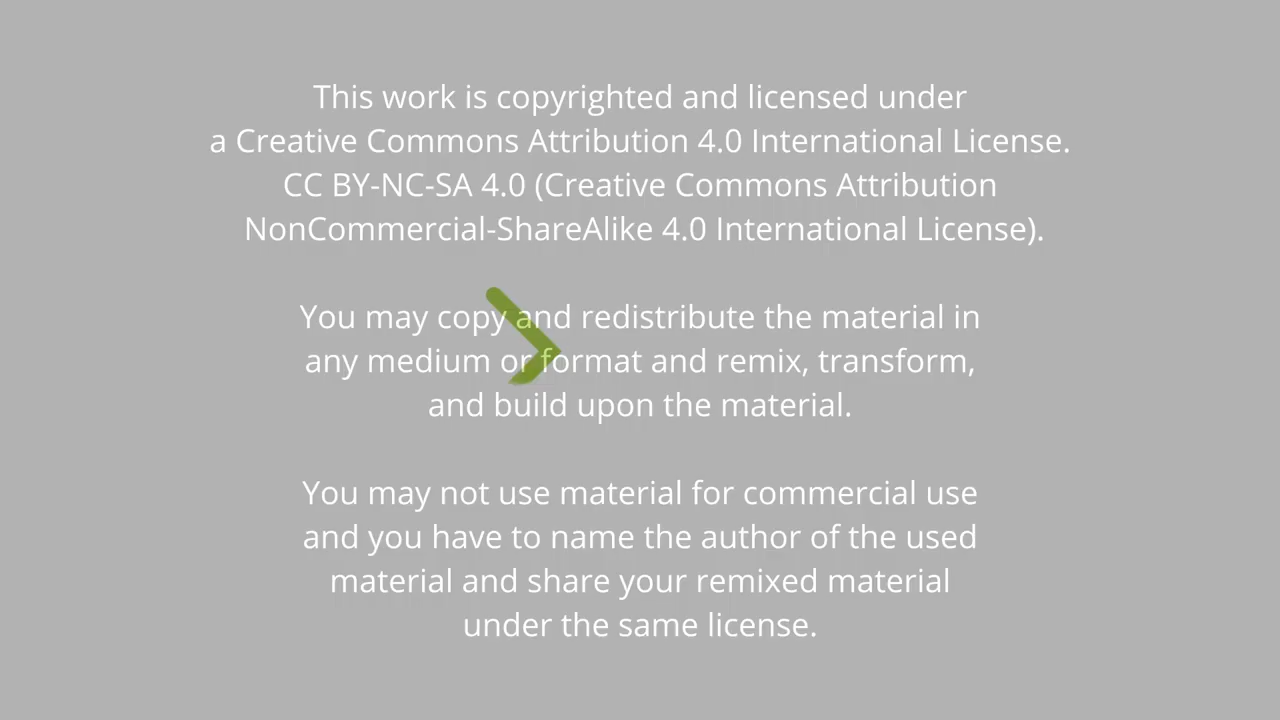 This work is copyrighted and licensed under
a Creative Commons Attribution 4.0 International License.
CC BY-NC-SA 4.0 (Creative Commons Attribution
NonCommercial-ShareAlike 4.0 International License).
You may copy and redistribute the material in
any medium or format and remix, transform,
and build upon the material.
You may not use material for commercial use
and you have to name the author of the used
material and share your remixed material
under the same license.